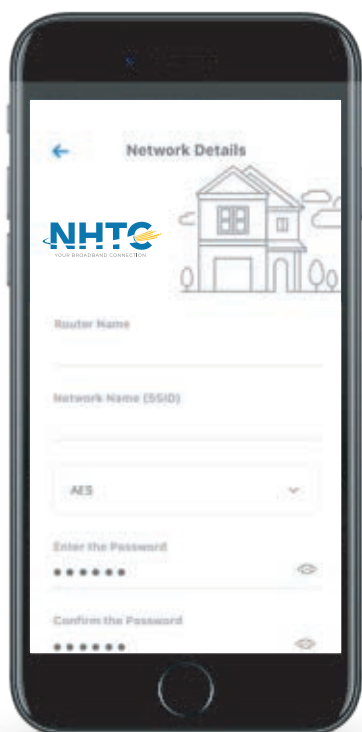 Network Details
NHTC
YOUR BROADBAND CONNECTION
Router Name
Network Name (SSID)
AES
Enter the Password
Confirm the Password